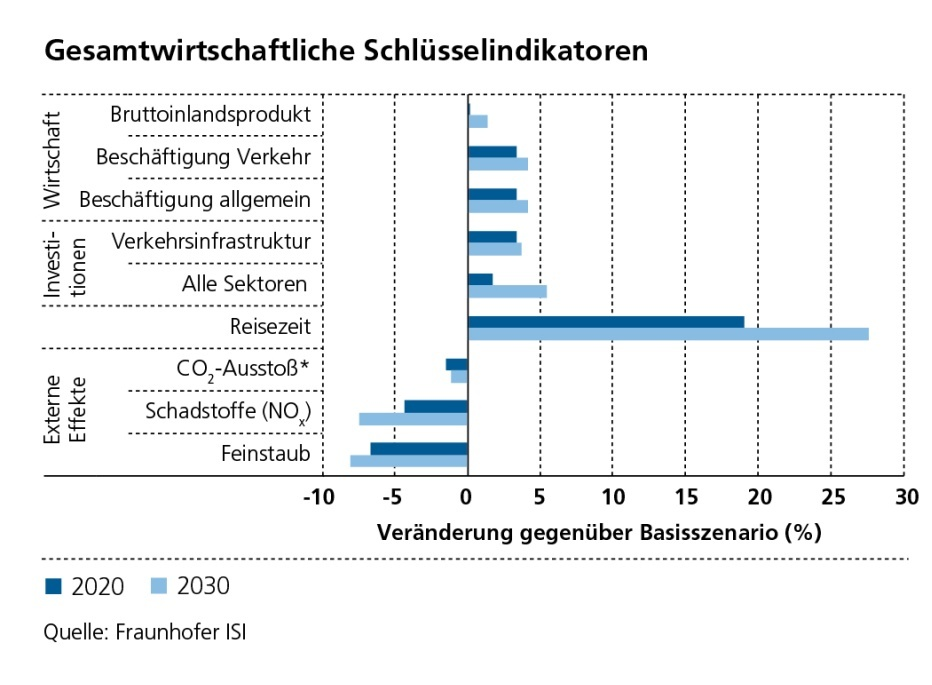 Gesamtwirtschaftliche Schlüsselindikatoren
Wirtschaft
Bruttoinlandsprodukt
Beschäftigung Verkehr
Beschäftigung allgemein
Investi-
tionen
Verkehrsinfrastruktur
Alle Sektoren
Reisezeit
Externe
Effekte
CO₂-Ausstoß*
Schadstoffe (NOₓ)
Feinstaub
-10 -5 0 5 10 15 20 25 30
Veränderung gegenüber Basisszenario (%)
2020 2030
Quelle: Fraunhofer ISI